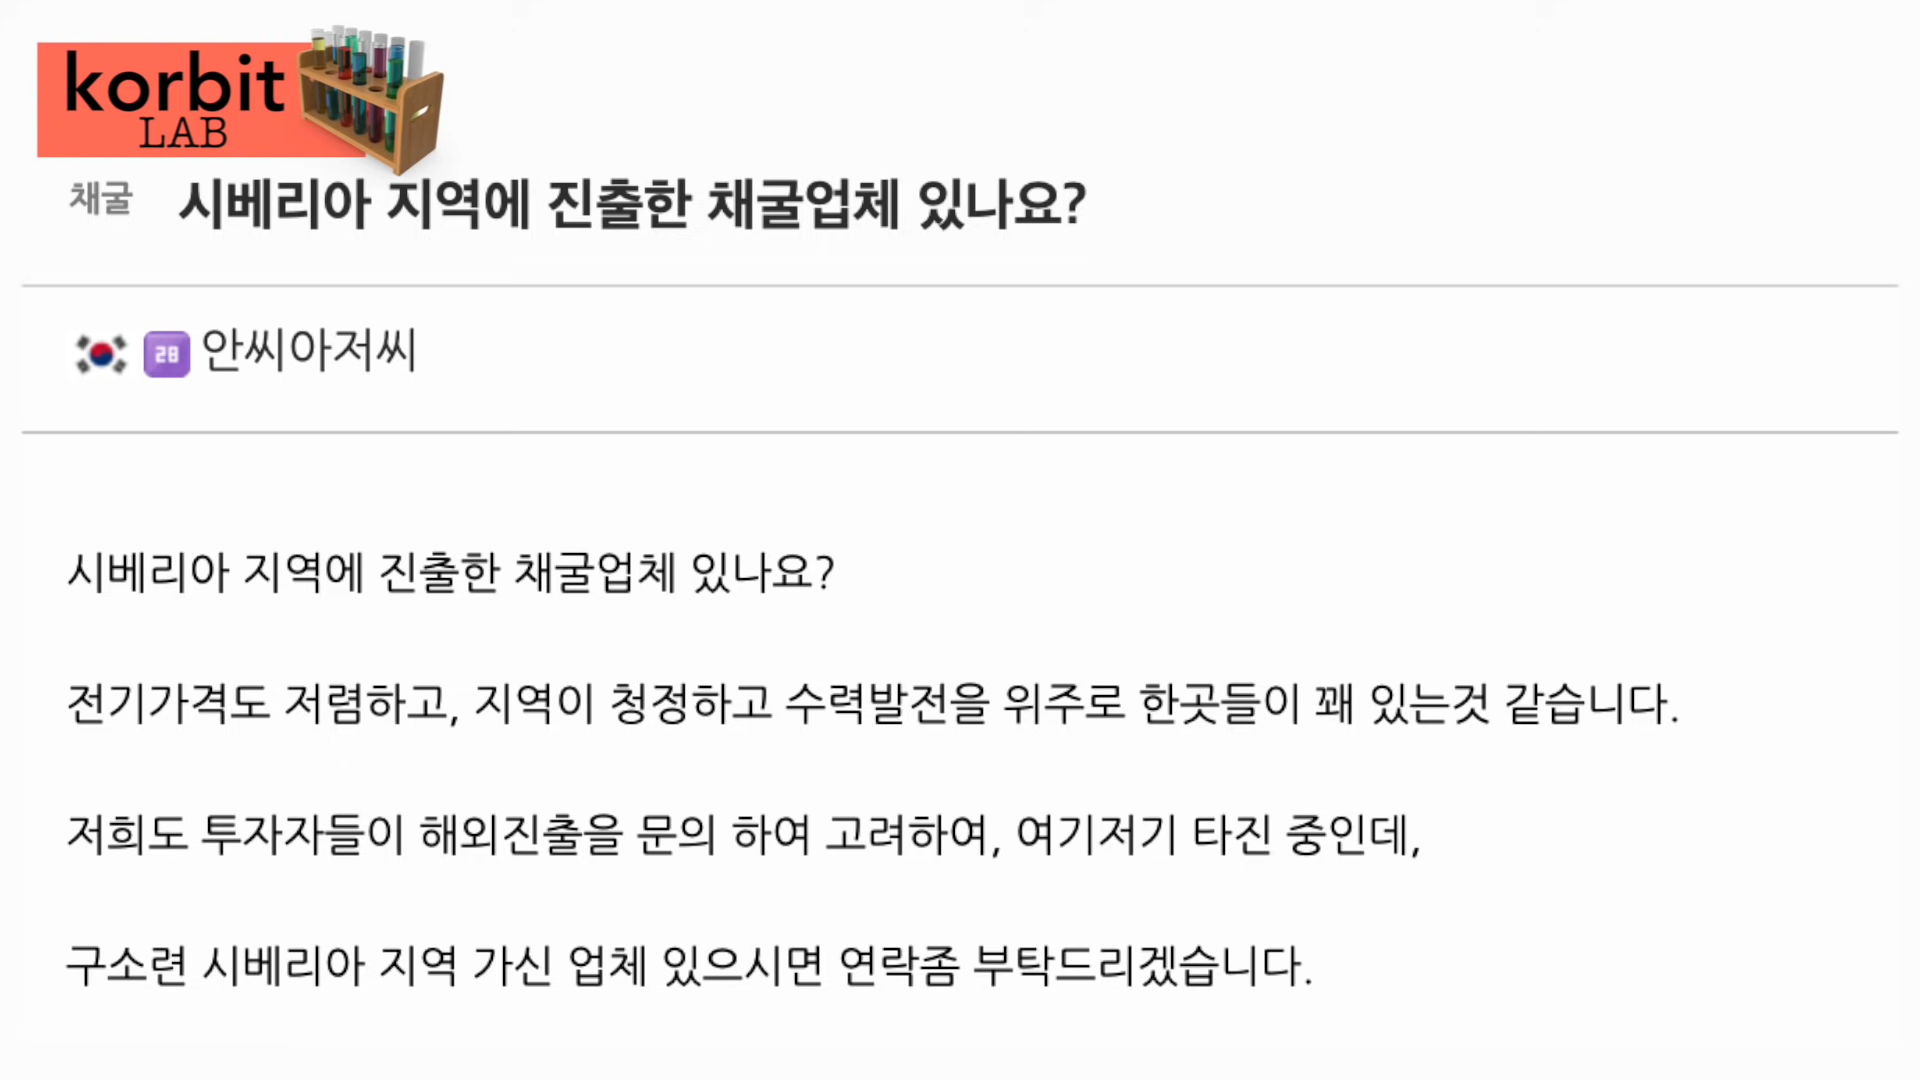 korbit
LAB
채굴 시베리아 지역에 진출한 채굴업체 있나요?
28 안씨아저씨
시베리아 지역에 진출한 채굴업체 있나요?
전기가격도 저렴하고, 지역이 청정하고 수력발전을 위주로 한곳들이 꽤 있는것 같습니다.
저희도 투자자들이 해외진출을 문의 하여 고려하여, 여기저기 타진 중인데,
구소련 시베리아 지역 가신 업체 있으시면 연락좀 부탁드리겠습니다.